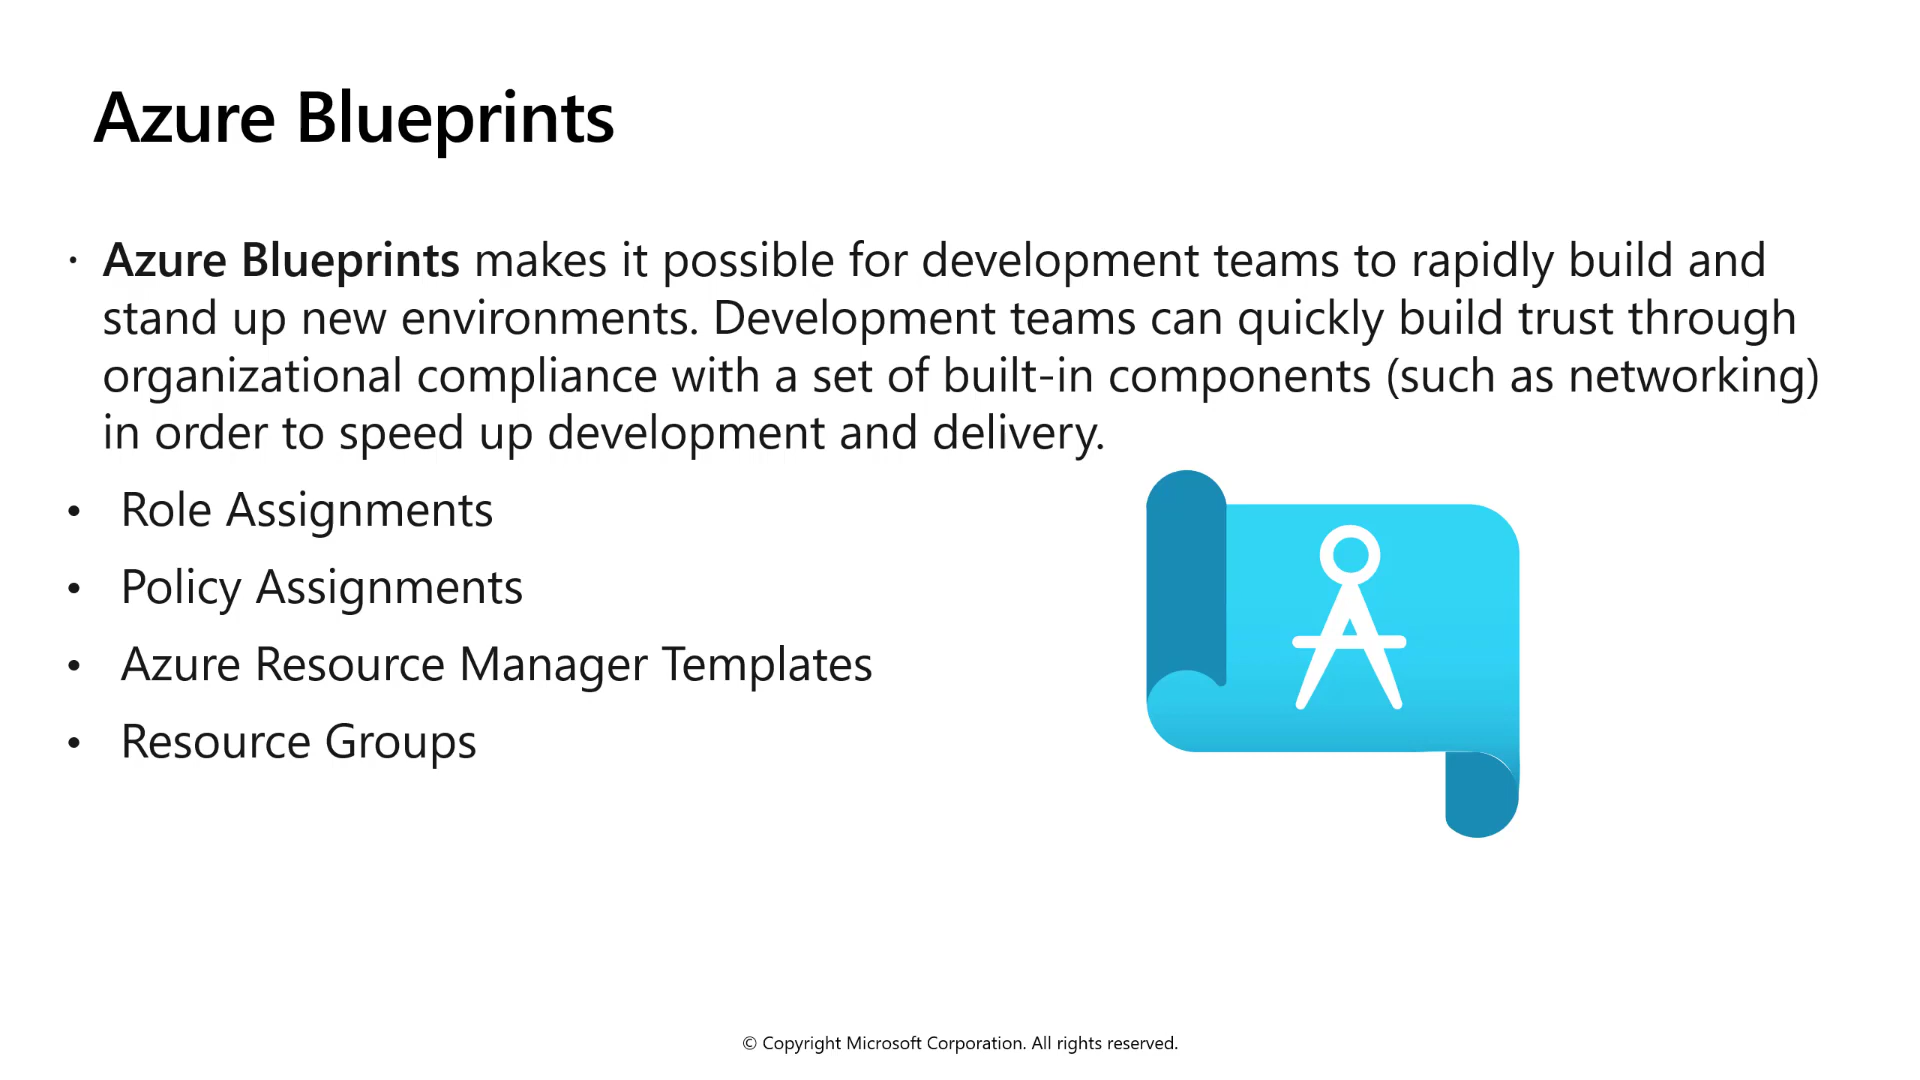 Azure Blueprints
• Azure Blueprints makes it possible for development teams to rapidly build and
stand up new environments. Development teams can quickly build trust through
organizational compliance with a set of built-in components (such as networking)
in order to speed up development and delivery.
• Role Assignments
• Policy Assignments
• Azure Resource Manager Templates
• Resource Groups
© Copyright Microsoft Corporation. All rights reserved.